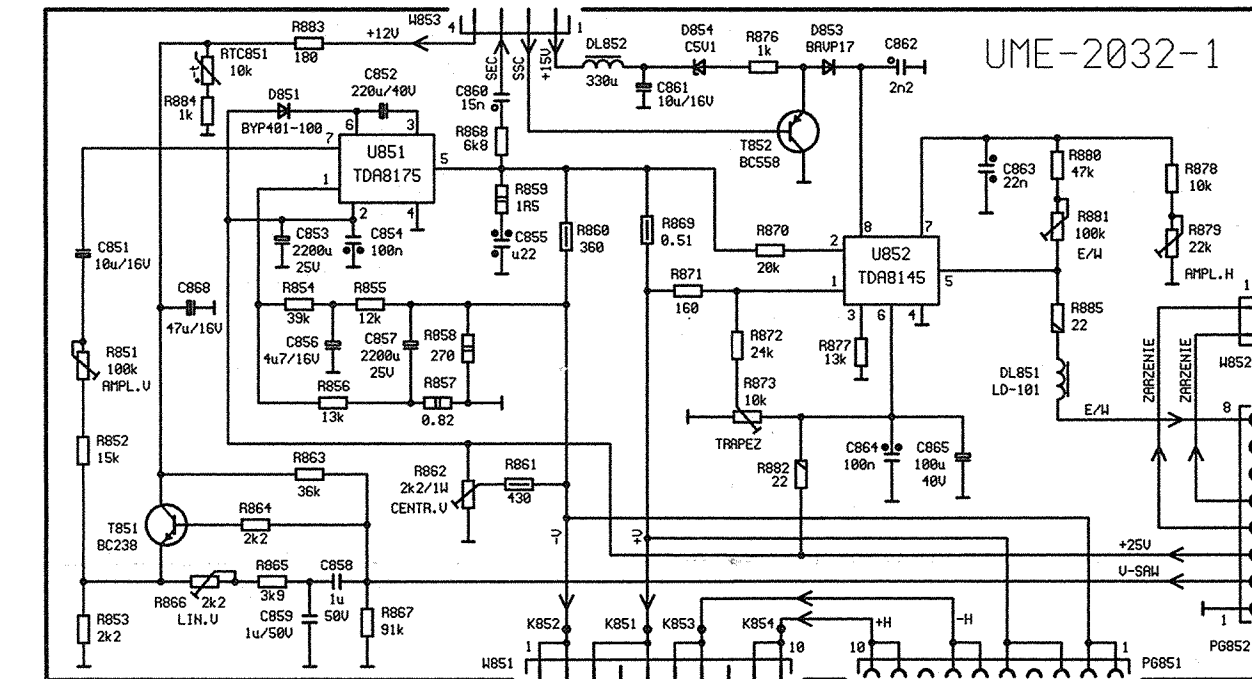 UME-2032-1
W853
4
1
R883
180
+12V
SEC
SSC
+15V
DL852
330u
D854
C5V1
R876
1k
D853
BAVP17
C862
2n2
RTC851
10k
-t°
R884
1k
D851
BYP401-100
C852
220u/40V
C860
15n
R868
6k8
C861
10u/16V
T852
BC558
6
3
7
1
U851
TDA8175
5
2
4
R859
1R5
C855
u22
C853
2200u
25V
C854
100n
R860
360
R869
0.51
R870
20k
R871
160
8
7
2
1
U852
TDA8145
5
3
6
4
C863
22n
R880
47k
R881
100k
E/W
R878
10k
R879
22k
AMPL.H
C851
10u/16V
C868
47u/16V
R854
39k
R855
12k
C856
4u7/16V
C857
2200u
25V
R858
270
R856
13k
R857
0.82
R851
100k
AMPL.V
R872
24k
R873
10k
TRAPEZ
R877
13k
R885
22
DL851
LD-101
E/W
ZARZENIE
ZARZENIE
1
W852
8
R852
15k
R863
36k
R862
2k2/1W
CENTR.V
R861
430
R882
22
C864
100n
C865
100u
40V
T851
BC238
R864
2k2
-V
+V
+25V
V-SAW
R866
2k2
LIN.V
R865
3k9
C858
1u
50V
C859
1u/50V
R853
2k2
R867
91k
K852
K851
K853
K854
+H
-H
W851
1
10
10
1
PG851
1
PG852